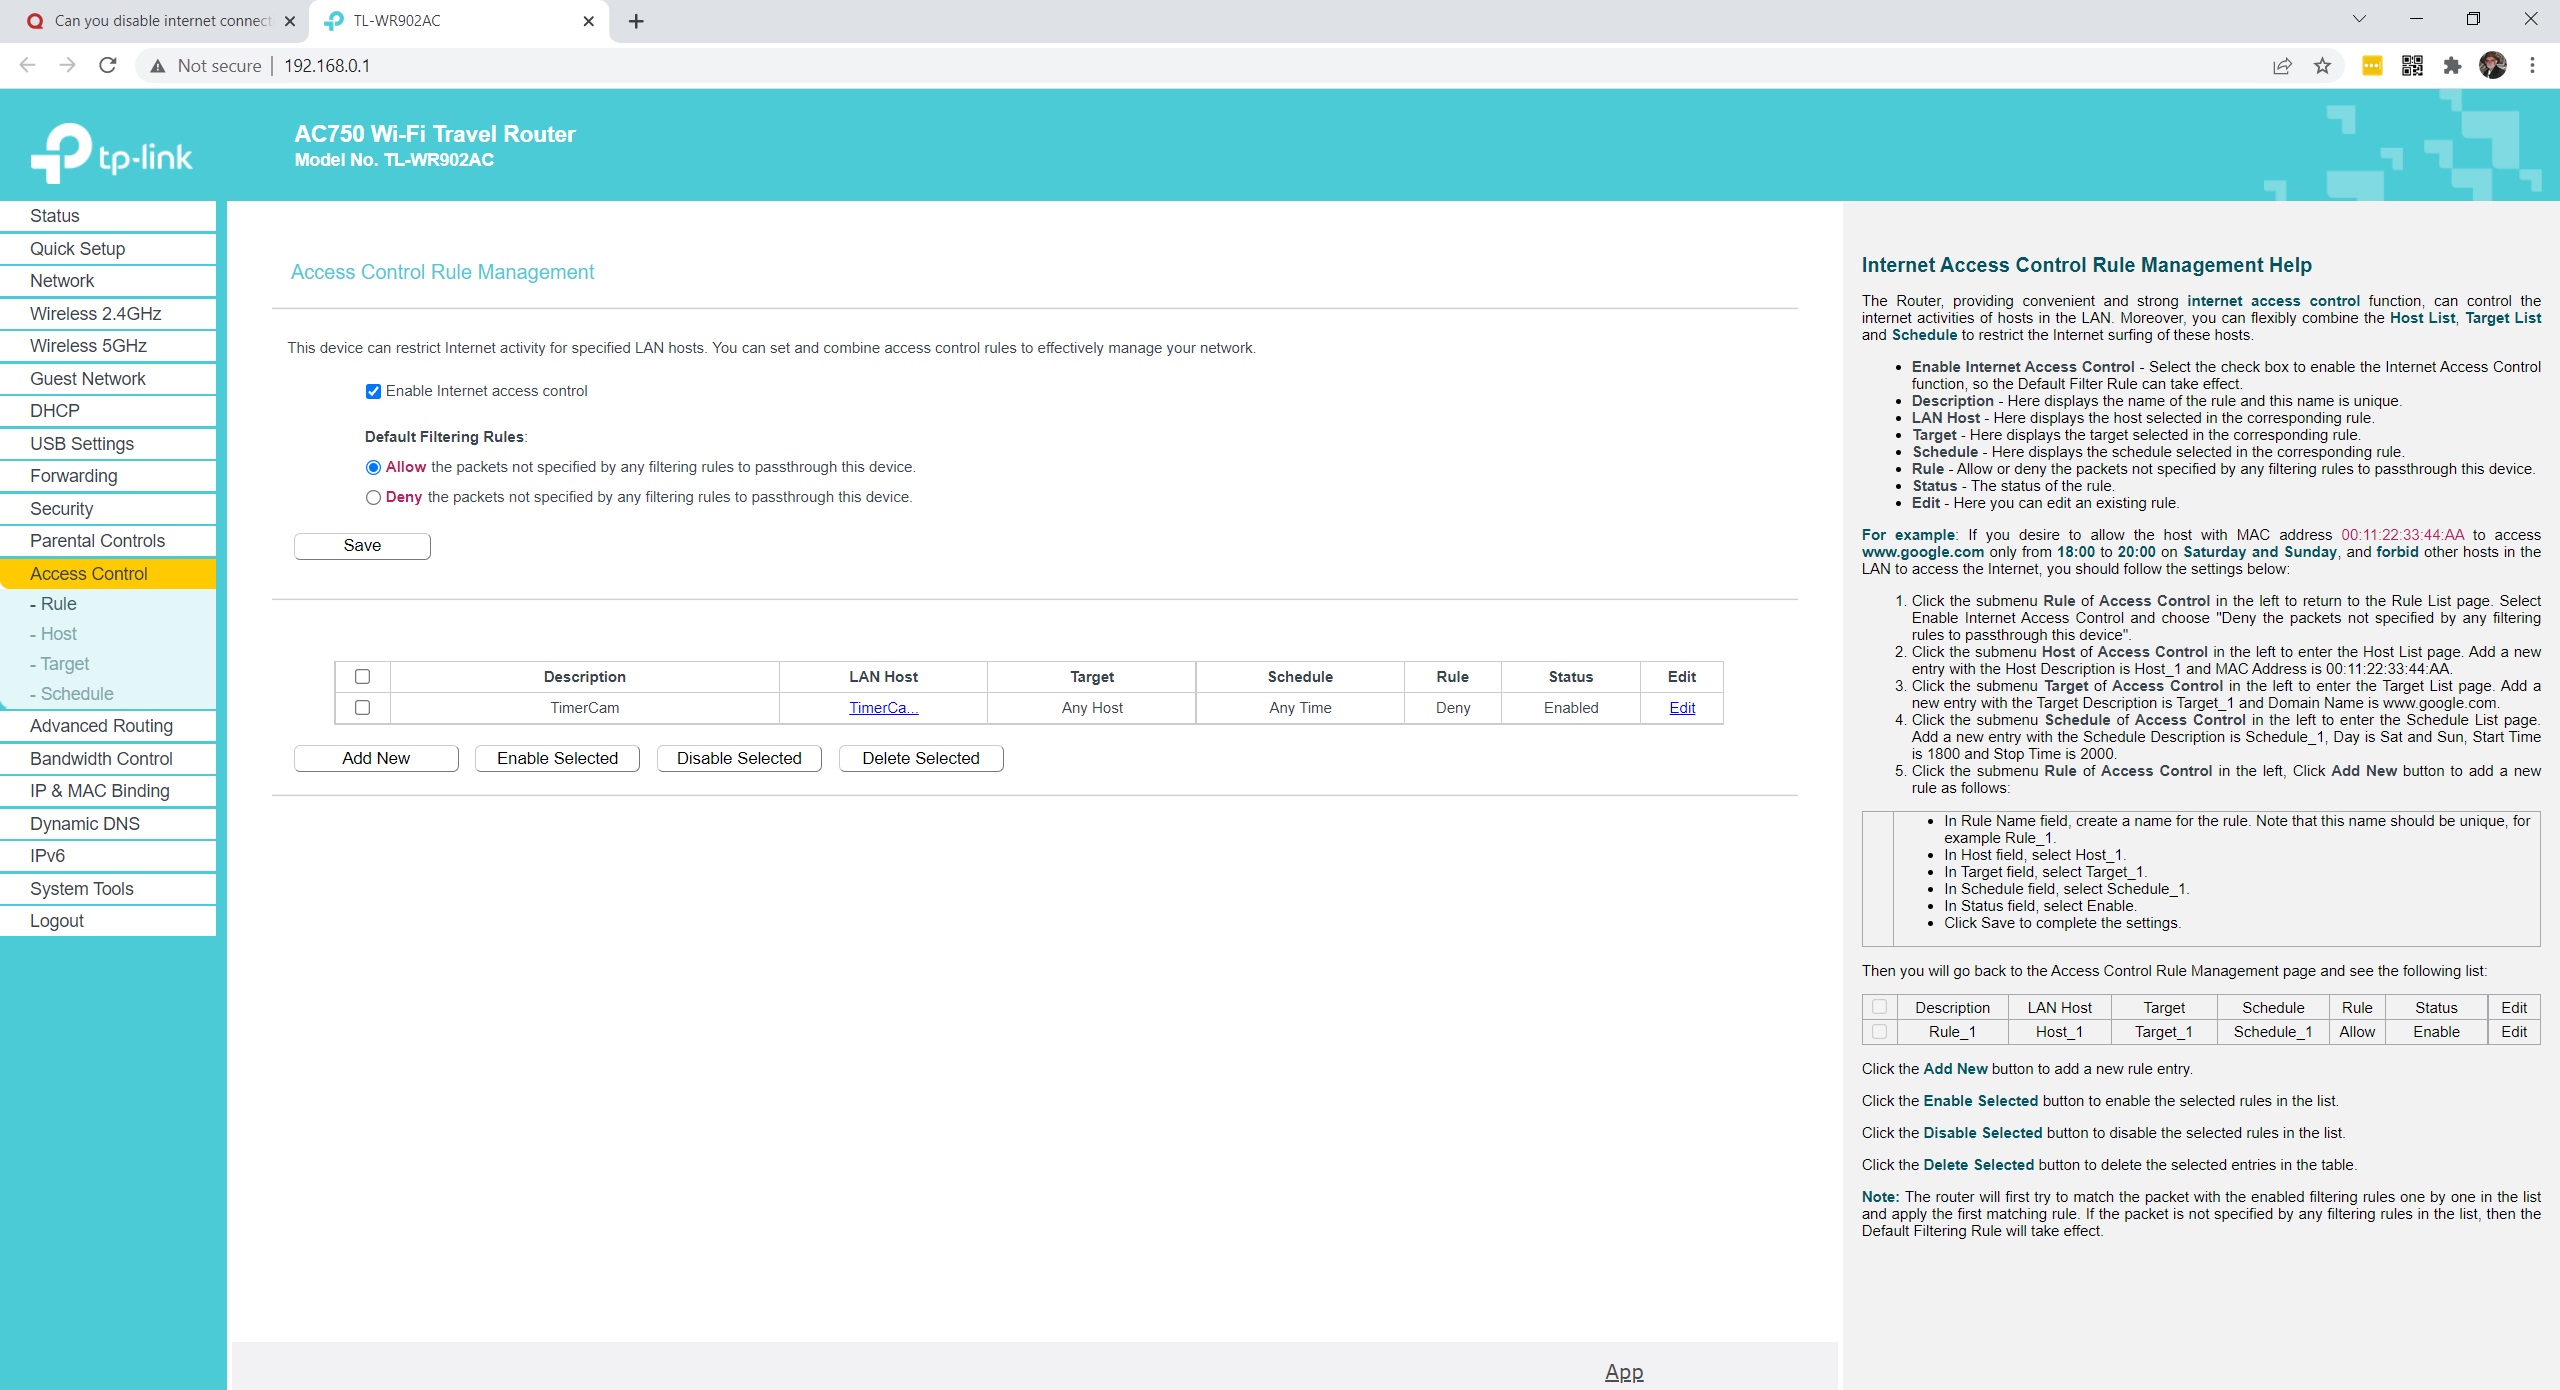 Can you disable internet connect
TL-WR902AC
Not secure
192.168.0.1
tp-link
AC750 Wi-Fi Travel Router
Model No. TL-WR902AC
Status
Quick Setup
Network
Wireless 2.4GHz
Wireless 5GHz
Guest Network
DHCP
USB Settings
Forwarding
Security
Parental Controls
Access Control
- Rule
- Host
- Target
- Schedule
Advanced Routing
Bandwidth Control
IP & MAC Binding
Dynamic DNS
IPv6
System Tools
Logout
Access Control Rule Management
This device can restrict Internet activity for specified LAN hosts. You can set and combine access control rules to effectively manage your network.
Enable Internet access control
Default Filtering Rules:
Allow the packets not specified by any filtering rules to passthrough this device.
Deny the packets not specified by any filtering rules to passthrough this device.
Save
Description LAN Host Target Schedule Rule Status Edit
TimerCam TimerCa... Any Host Any Time Deny Enabled Edit
Add New Enable Selected Disable Selected Delete Selected
App
Internet Access Control Rule Management Help
The Router, providing convenient and strong internet access control function, can control the
internet activities of hosts in the LAN. Moreover, you can flexibly combine the Host List, Target List
and Schedule to restrict the Internet surfing of these hosts.
• Enable Internet Access Control - Select the check box to enable the Internet Access Control
function, so the Default Filter Rule can take effect.
• Description - Here displays the name of the rule and this name is unique.
• LAN Host - Here displays the host selected in the corresponding rule.
• Target - Here displays the target selected in the corresponding rule.
• Schedule - Here displays the schedule selected in the corresponding rule.
• Rule - Allow or deny the packets not specified by any filtering rules to passthrough this device.
• Status - The status of the rule.
• Edit - Here you can edit an existing rule.
For example: If you desire to allow the host with MAC address 00:11:22:33:44:AA to access
www.google.com only from 18:00 to 20:00 on Saturday and Sunday, and forbid other hosts in the
LAN to access the Internet, you should follow the settings below:
1. Click the submenu Rule of Access Control in the left to return to the Rule List page. Select
Enable Internet Access Control and choose "Deny the packets not specified by any filtering
rules to passthrough this device".
2. Click the submenu Host of Access Control in the left to enter the Host List page. Add a new
entry with the Host Description is Host_1 and MAC Address is 00:11:22:33:44:AA.
3. Click the submenu Target of Access Control in the left to enter the Target List page. Add a
new entry with the Target Description is Target_1 and Domain Name is www.google.com.
4. Click the submenu Schedule of Access Control in the left to enter the Schedule List page.
Add a new entry with the Schedule Description is Schedule_1, Day is Sat and Sun, Start Time
is 1800 and Stop Time is 2000.
5. Click the submenu Rule of Access Control in the left, Click Add New button to add a new
rule as follows:
• In Rule Name field, create a name for the rule. Note that this name should be unique, for
example Rule_1.
• In Host field, select Host_1.
• In Target field, select Target_1.
• In Schedule field, select Schedule_1.
• In Status field, select Enable.
• Click Save to complete the settings.
Then you will go back to the Access Control Rule Management page and see the following list:
Description LAN Host Target Schedule Rule Status Edit
Rule_1 Host_1 Target_1 Schedule_1 Allow Enable Edit
Click the Add New button to add a new rule entry.
Click the Enable Selected button to enable the selected rules in the list.
Click the Disable Selected button to disable the selected rules in the list.
Click the Delete Selected button to delete the selected entries in the table.
Note: The router will first try to match the packet with the enabled filtering rules one by one in the list
and apply the first matching rule. If the packet is not specified by any filtering rules in the list, then the
Default Filtering Rule will take effect.